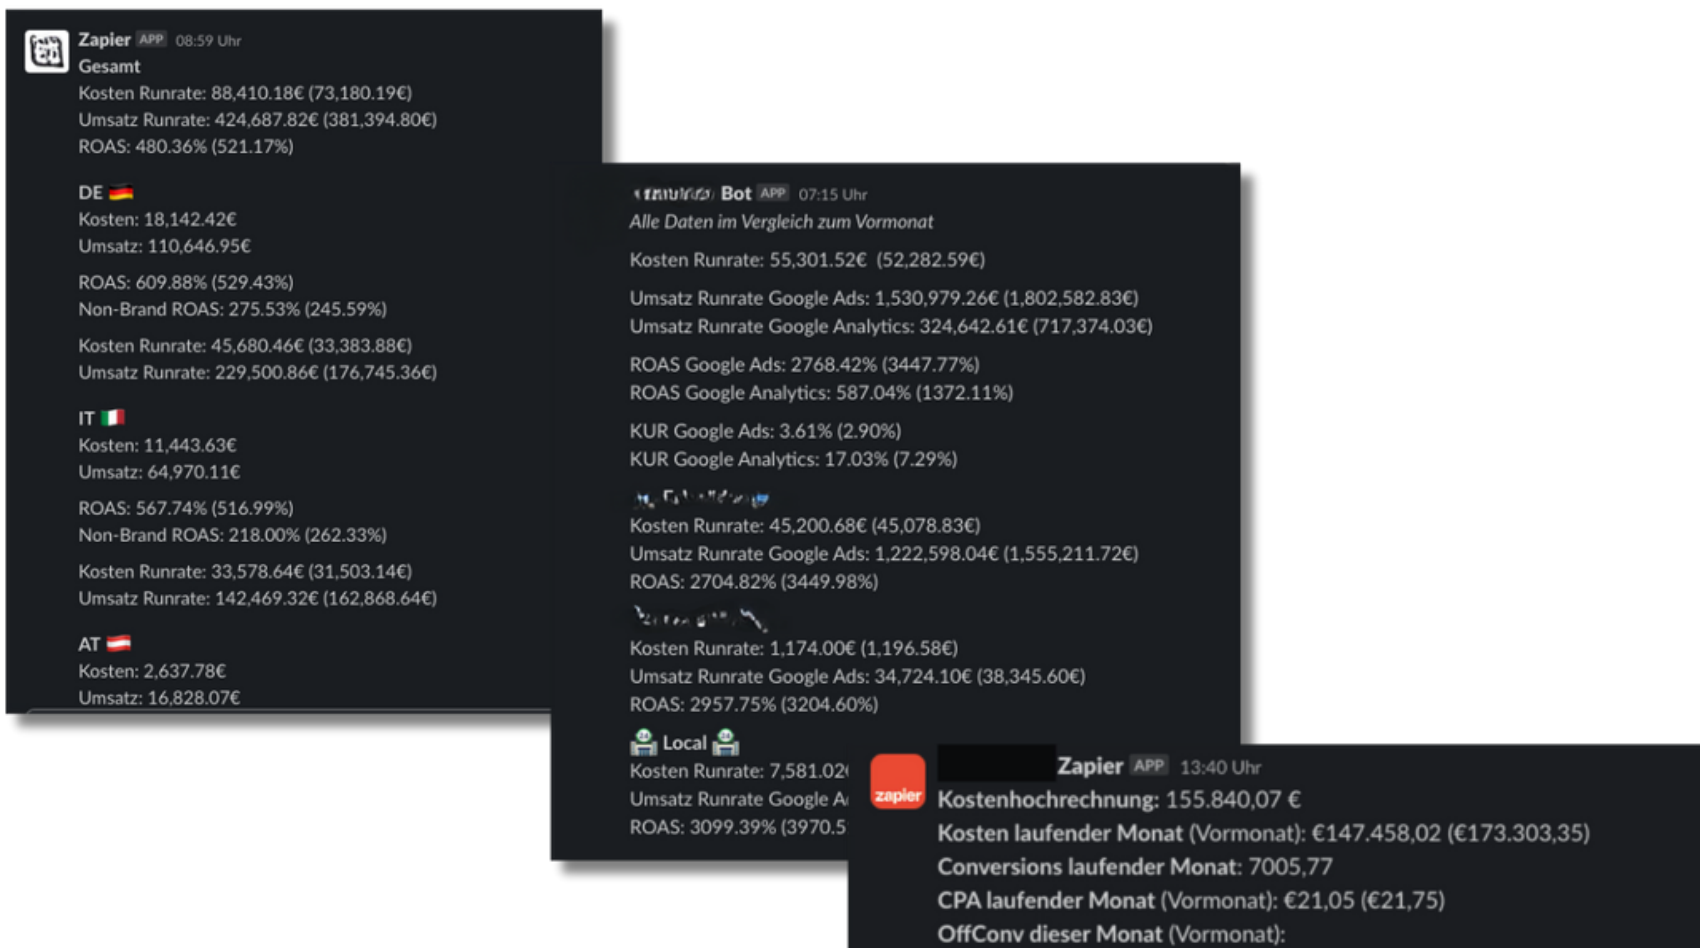 Zapier APP 08:59 Uhr
Gesamt
Kosten Runrate: 88,410.18€ (73,180.19€)
Umsatz Runrate: 424,687.82€ (381,394.80€)
ROAS: 480.36% (521.17%)
DE
Kosten: 18,142.42€
Umsatz: 110,646.95€
ROAS: 609.88% (529.43%)
Non-Brand ROAS: 275.53% (245.59%)
Kosten Runrate: 45,680.46€ (33,383.88€)
Umsatz Runrate: 229,500.86€ (176,745.36€)
IT
Kosten: 11,443.63€
Umsatz: 64,970.11€
ROAS: 567.74% (516.99%)
Non-Brand ROAS: 218.00% (262.33%)
Kosten Runrate: 33,578.64€ (31,503.14€)
Umsatz Runrate: 142,469.32€ (162,868.64€)
AT
Kosten: 2,637.78€
Umsatz: 16,828.07€
Bot APP 07:15 Uhr
Alle Daten im Vergleich zum Vormonat
Kosten Runrate: 55,301.52€ (52,282.59€)
Umsatz Runrate Google Ads: 1,530,979.26€ (1,802,582.83€)
Umsatz Runrate Google Analytics: 324,642.61€ (717,374.03€)
ROAS Google Ads: 2768.42% (3447.77%)
ROAS Google Analytics: 587.04% (1372.11%)
KUR Google Ads: 3.61% (2.90%)
KUR Google Analytics: 17.03% (7.29%)
Kosten Runrate: 45,200.68€ (45,078.83€)
Umsatz Runrate Google Ads: 1,222,598.04€ (1,555,211.72€)
ROAS: 2704.82% (3449.98%)
Kosten Runrate: 1,174.00€ (1,196.58€)
Umsatz Runrate Google Ads: 34,724.10€ (38,345.60€)
ROAS: 2957.75% (3204.60%)
Local
Kosten Runrate: 7,581.02
Umsatz Runrate Google A
ROAS: 3099.39% (3970.5
zapier
Zapier APP 13:40 Uhr
Kostenhochrechnung: 155.840,07 €
Kosten laufender Monat (Vormonat): €147.458,02 (€173.303,35)
Conversions laufender Monat: 7005,77
CPA laufender Monat (Vormonat): €21,05 (€21,75)
OffConv dieser Monat (Vormonat):